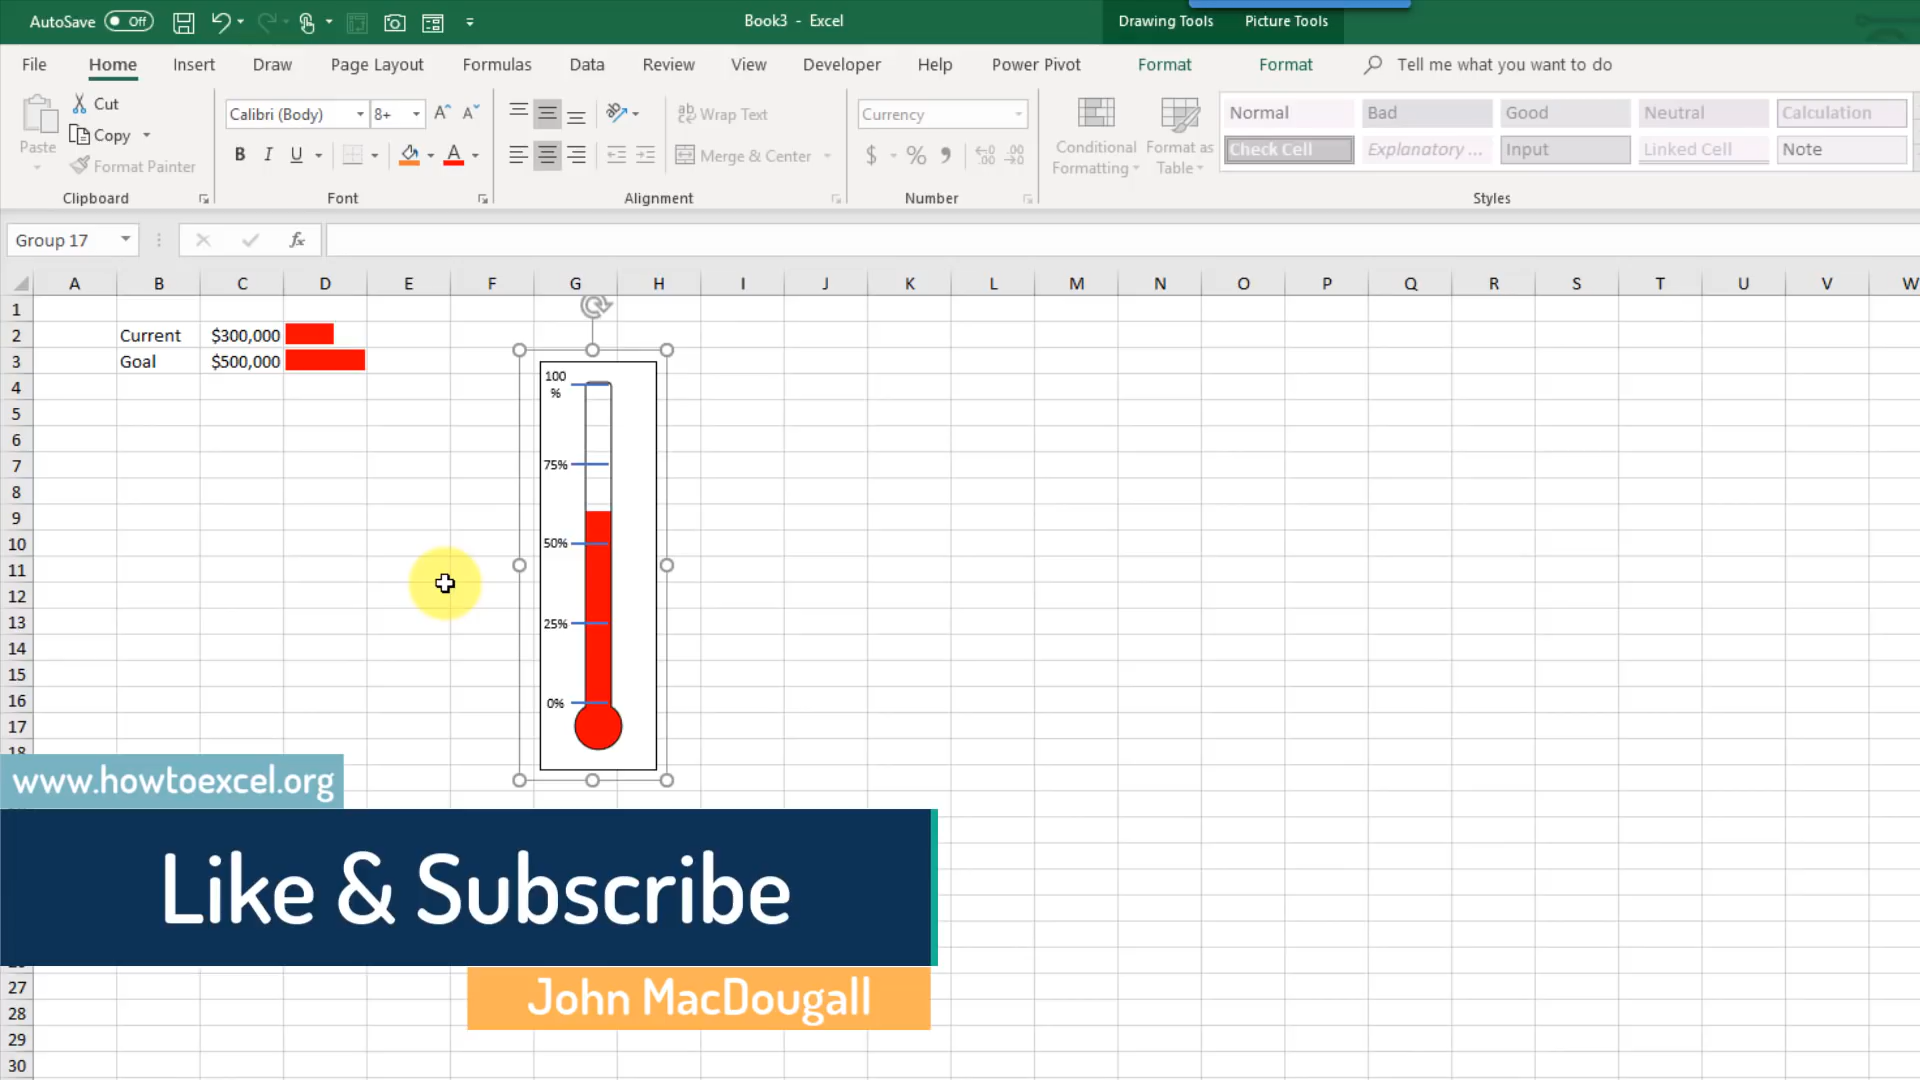 AutoSave Off Book3 - Excel Drawing Tools Picture Tools
File Home Insert Draw Page Layout Formulas Data Review View Developer Help Power Pivot Format Format Tell me what you want to do
Paste
Cut
Copy
Format Painter
Clipboard
Calibri (Body) 8+ A A
B I U A
Font
ab Wrap Text
Merge & Center
Alignment
Currency
$ % 9 .00 .00
Number
Conditional Formatting
Format as Table
Normal Bad Good Neutral Calculation
Check Cell Explanatory ... Input Linked Cell Note
Styles
Group 17 fx
A B C D E F G H I J K L M N O P Q R S T U V W
1
2 Current $300,000
3 Goal $500,000
4
5
6
7
8
9
10
11
12
13
14
15
16
17
18
100
%
75%
50%
25%
0%
www.howtoexcel.org
Like & Subscribe
John MacDougall
27
28
29
30